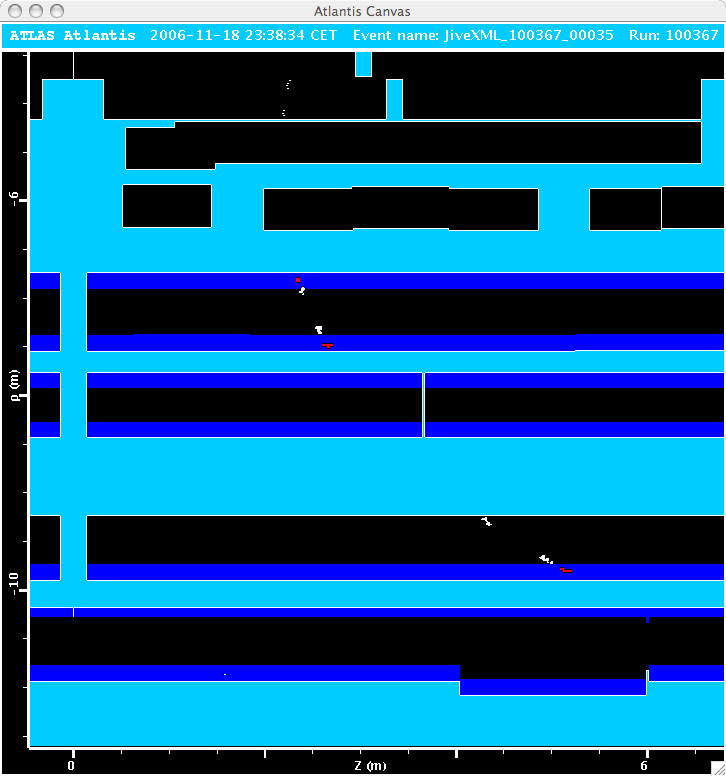 Atlantis Canvas
ATLAS Atlantis 2006-11-18 23:38:34 CET Event name: JiveXML_100367_00035 Run: 100367
-6
ρ (m)
-10
0 Z (m) 6